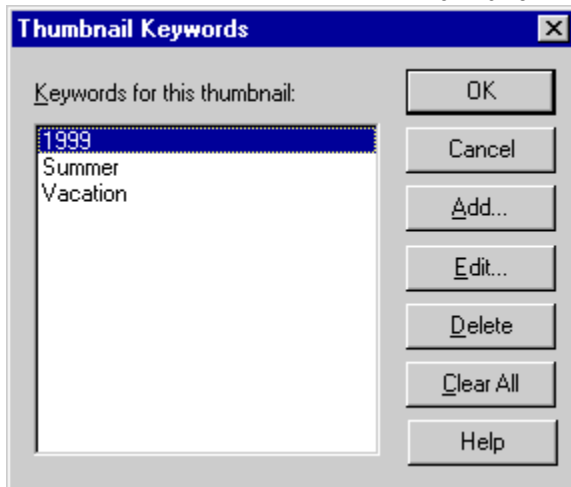 Thumbnail Keywords
Keywords for this thumbnail:
1999
Summer
Vacation
OK
Cancel
Add...
Edit...
Delete
Clear All
Help